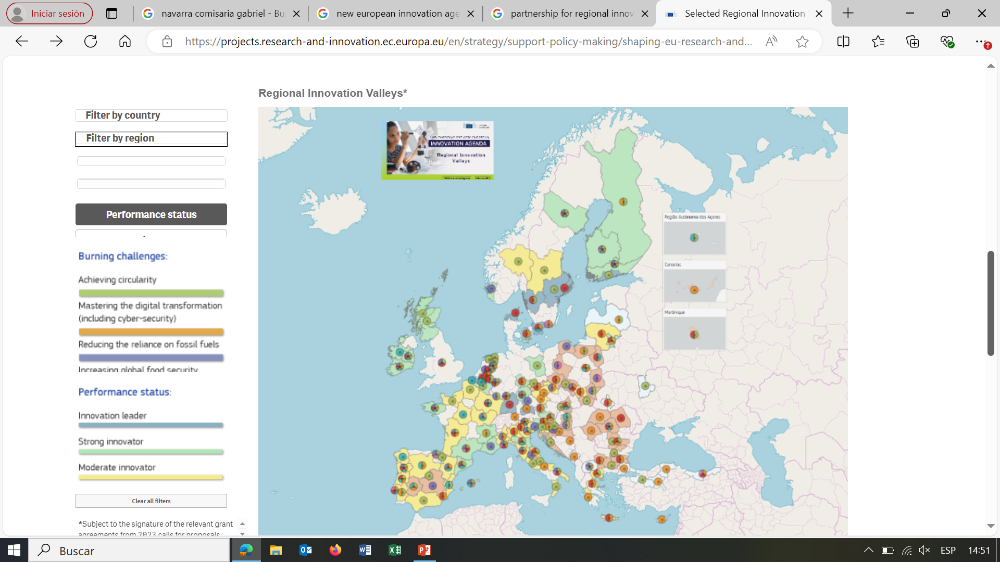 Iniciar sesión
navarra comisaria gabriel - Bu
new european innovation age
partnership for regional innov
Selected Regional Innovation
https://projects.research-and-innovation.ec.europa.eu/en/strategy/support-policy-making/shaping-eu-research-and...
Regional Innovation Valleys*
Filter by country
Filter by region
Performance status
Burning challenges:
Achieving circularity
Mastering the digital transformation
(including cyber-security)
Reducing the reliance on fossil fuels
Increasing global food security
Performance status:
Innovation leader
Strong innovator
Moderate innovator
Clear all filters
*Subject to the signature of the relevant grant
agreements from 2023 calls for proposals
INNOVATION AGENDA
Regional Innovation
Valleys
Região Autónoma dos Açores
Canarias
Martinique
Buscar
ESP
14:51